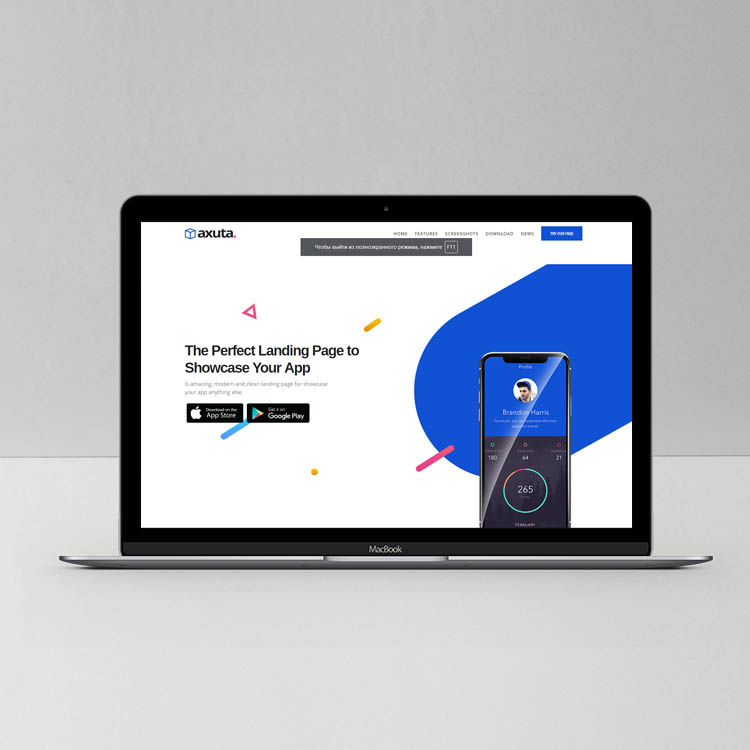 axuta.
HOME FEATURES SCREENSHOTS DOWNLOAD NEWS TRY FOR FREE
Чтобы выйти из полноэкранного режима, нажмите F11
The Perfect Landing Page to
Showcase Your App
Is amazing, modern and clean landing page for showcase
your app anything else.
Download on the
App Store
Get it on
Google Play
Profile
Brandon Harris
180 64 21
265
FEBRUARY
MacBook